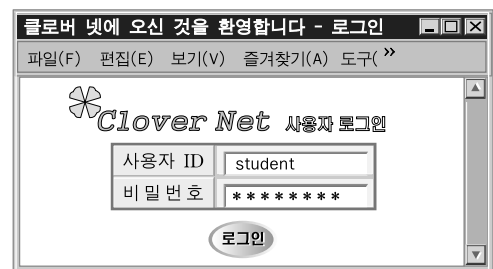 클로버 넷에 오신 것을 환영합니다 - 로그인
파일(F) 편집(E) 보기(V) 즐겨찾기(A) 도구( »
Clover Net 사용자 로그인
사용자 ID student
비밀번호 ********
로그인